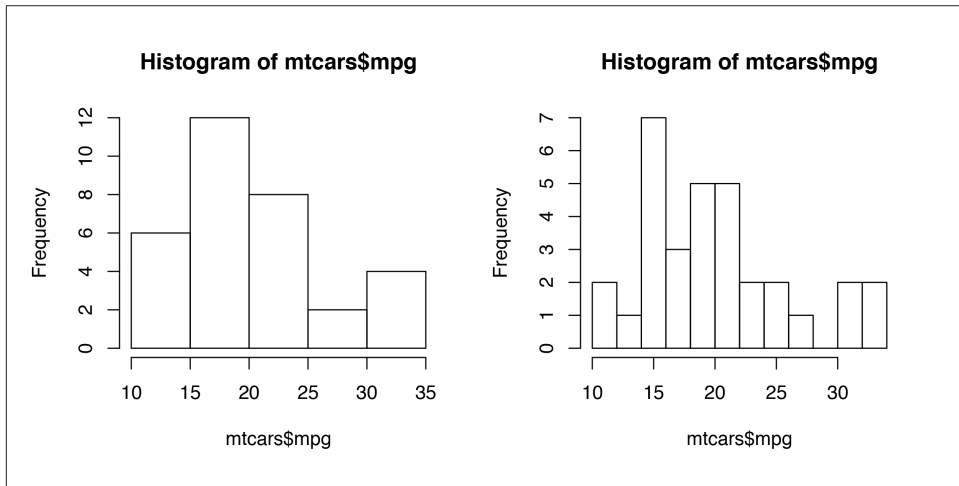 Histogram of mtcars$mpg
Frequency
0 2 4 6 8 10 12
10 15 20 25 30 35
mtcars$mpg
Histogram of mtcars$mpg
Frequency
0 1 2 3 4 5 6 7
10 15 20 25 30
mtcars$mpg